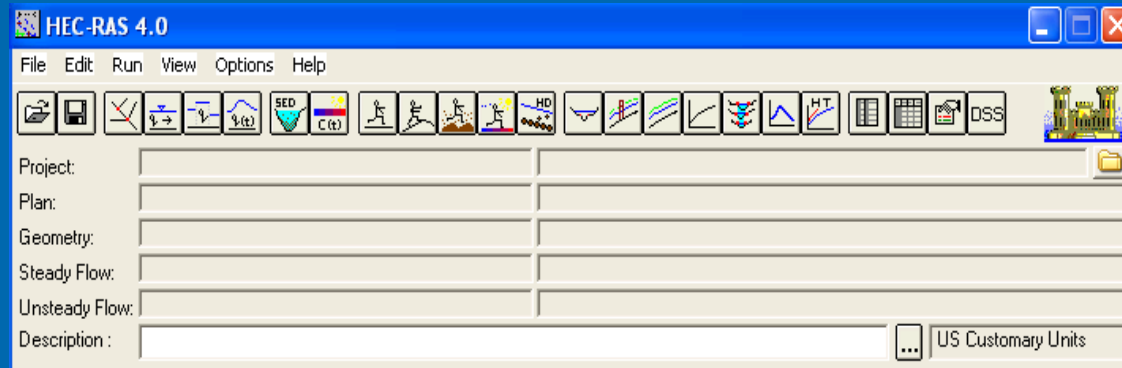 HEC-RAS 4.0
File Edit Run View Options Help
SED C(t) HD HT DSS
Project:
Plan:
Geometry:
Steady Flow:
Unsteady Flow:
Description : ... US Customary Units